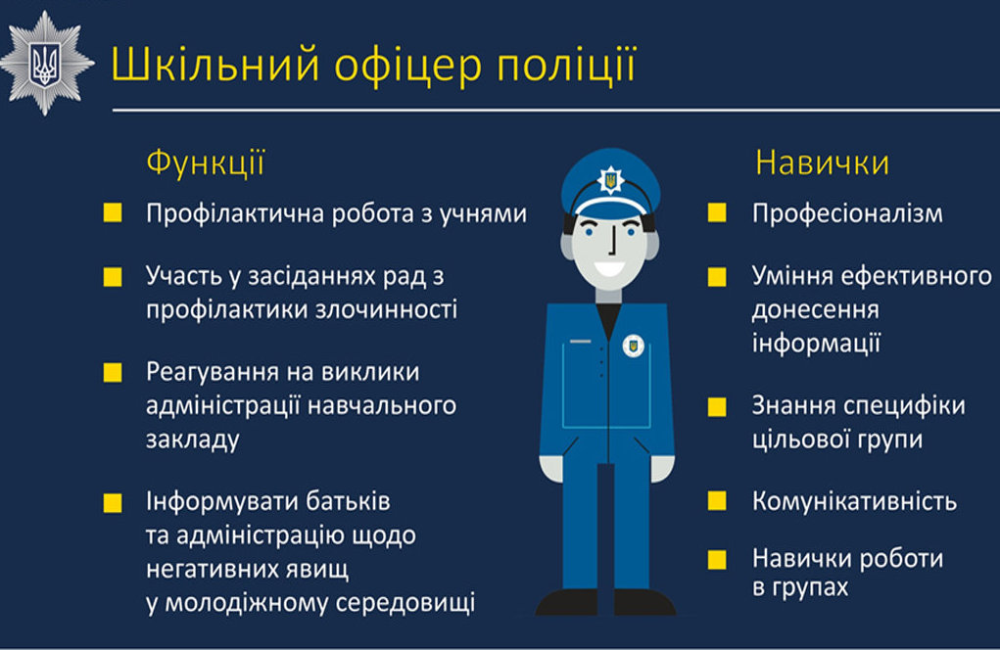 Шкільний офіцер поліції
Функції
Профілактична робота з учнями
Участь у засіданнях рад з
профілактики злочинності
Реагування на виклики
адміністрації навчального
закладу
Інформувати батьків
та адміністрацію щодо
негативних явищ
у молодіжному середовищі
Навички
Професіоналізм
Уміння ефективного
донесення
інформації
Знання специфіки
цільової групи
Комунікативність
Навички роботи
в групах